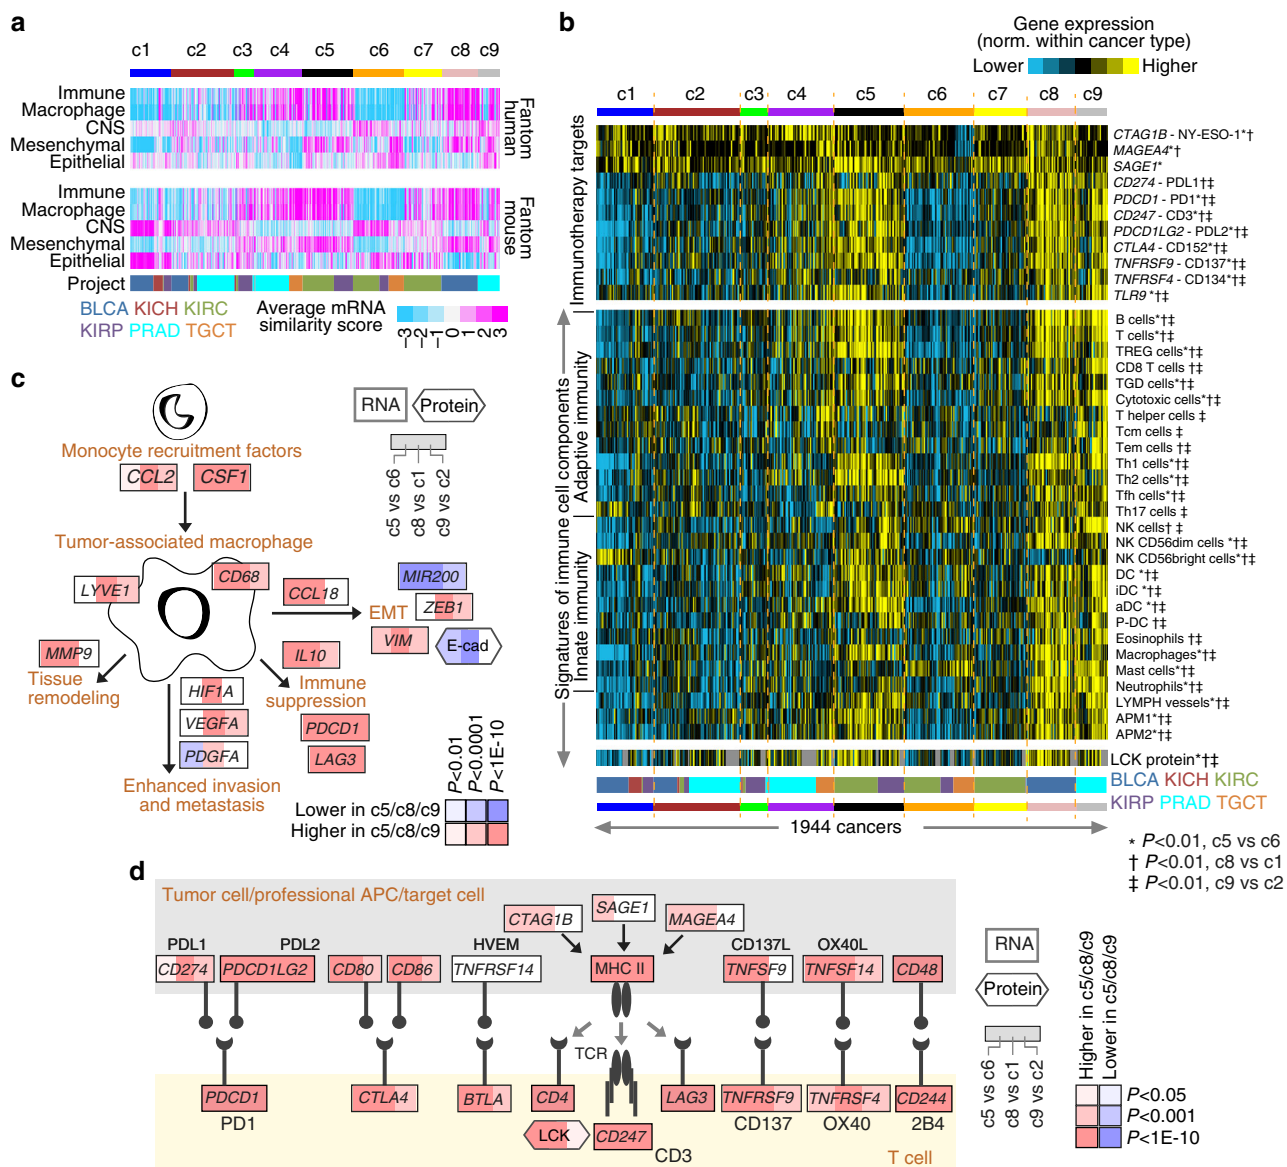 a
c1 c2 c3 c4 c5 c6 c7 c8 c9
Immune
Macrophage
CNS
Mesenchymal
Epithelial
Fantom human
Immune
Macrophage
CNS
Mesenchymal
Epithelial
Fantom mouse
Project
BLCA KICH KIRC
KIRP PRAD TGCT
Average mRNA
similarity score
–3 –2 –1 0 1 2 3
b
Gene expression
(norm. within cancer type)
Lower Higher
c1 c2 c3 c4 c5 c6 c7 c8 c9
Immunotherapy targets
CTAG1B - NY-ESO-1*†
MAGEA4*†
SAGE1*
CD274 - PDL1†‡
PDCD1 - PD1*†‡
CD247 - CD3*†‡
PDCD1LG2 - PDL2*†‡
CTLA4 - CD152*†‡
TNFRSF9 - CD137*†‡
TNFRSF4 - CD134*†‡
TLR9 *†‡
Signatures of immune cell components
Adaptive immunity
Innate immunity
B cells*†‡
T cells*†‡
TREG cells*†‡
CD8 T cells †‡
TGD cells*†‡
Cytotoxic cells*†‡
T helper cells ‡
Tcm cells ‡
Tem cells †‡
Th1 cells*†‡
Th2 cells*†‡
Tfh cells*†‡
Th17 cells ‡
NK cells† ‡
NK CD56dim cells *†‡
NK CD56bright cells*†‡
DC *†‡
iDC *†‡
aDC *†‡
P-DC †‡
Eosinophils †‡
Macrophages*†‡
Mast cells*†‡
Neutrophils*†‡
LYMPH vessels*†‡
APM1*†‡
APM2*†‡
LCK protein*†‡
BLCA KICH KIRC
KIRP PRAD TGCT
1944 cancers
* P<0.01, c5 vs c6
† P<0.01, c8 vs c1
‡ P<0.01, c9 vs c2
c
Monocyte recruitment factors
CCL2 CSF1
RNA Protein
c5 vs c6
c8 vs c1
c9 vs c2
Tumor-associated macrophage
LYVE1
CD68
CCL18
EMT
MIR200
ZEB1
VIM
E-cad
MMP9
Tissue
remodeling
IL10
Immune
suppression
PDCD1
LAG3
HIF1A
VEGFA
PDGFA
Enhanced invasion
and metastasis
P<0.01
P<0.0001
P<1E-10
Lower in c5/c8/c9
Higher in c5/c8/c9
d
Tumor cell/professional APC/target cell
CTAG1B SAGE1 MAGEA4
PDL1 PDL2 HVEM CD137L OX40L
CD274 PDCD1LG2 CD80 CD86 TNFRSF14 MHC II TNFSF9 TNFSF14 CD48
TCR
PDCD1 CTLA4 BTLA CD4 LAG3 TNFRSF9 TNFRSF4 CD244
PD1 CD137 OX40 2B4
LCK CD247
CD3
T cell
RNA
Protein
c5 vs c6
c8 vs c1
c9 vs c2
Higher in c5/c8/c9
Lower in c5/c8/c9
P<0.05
P<0.001
P<1E-10